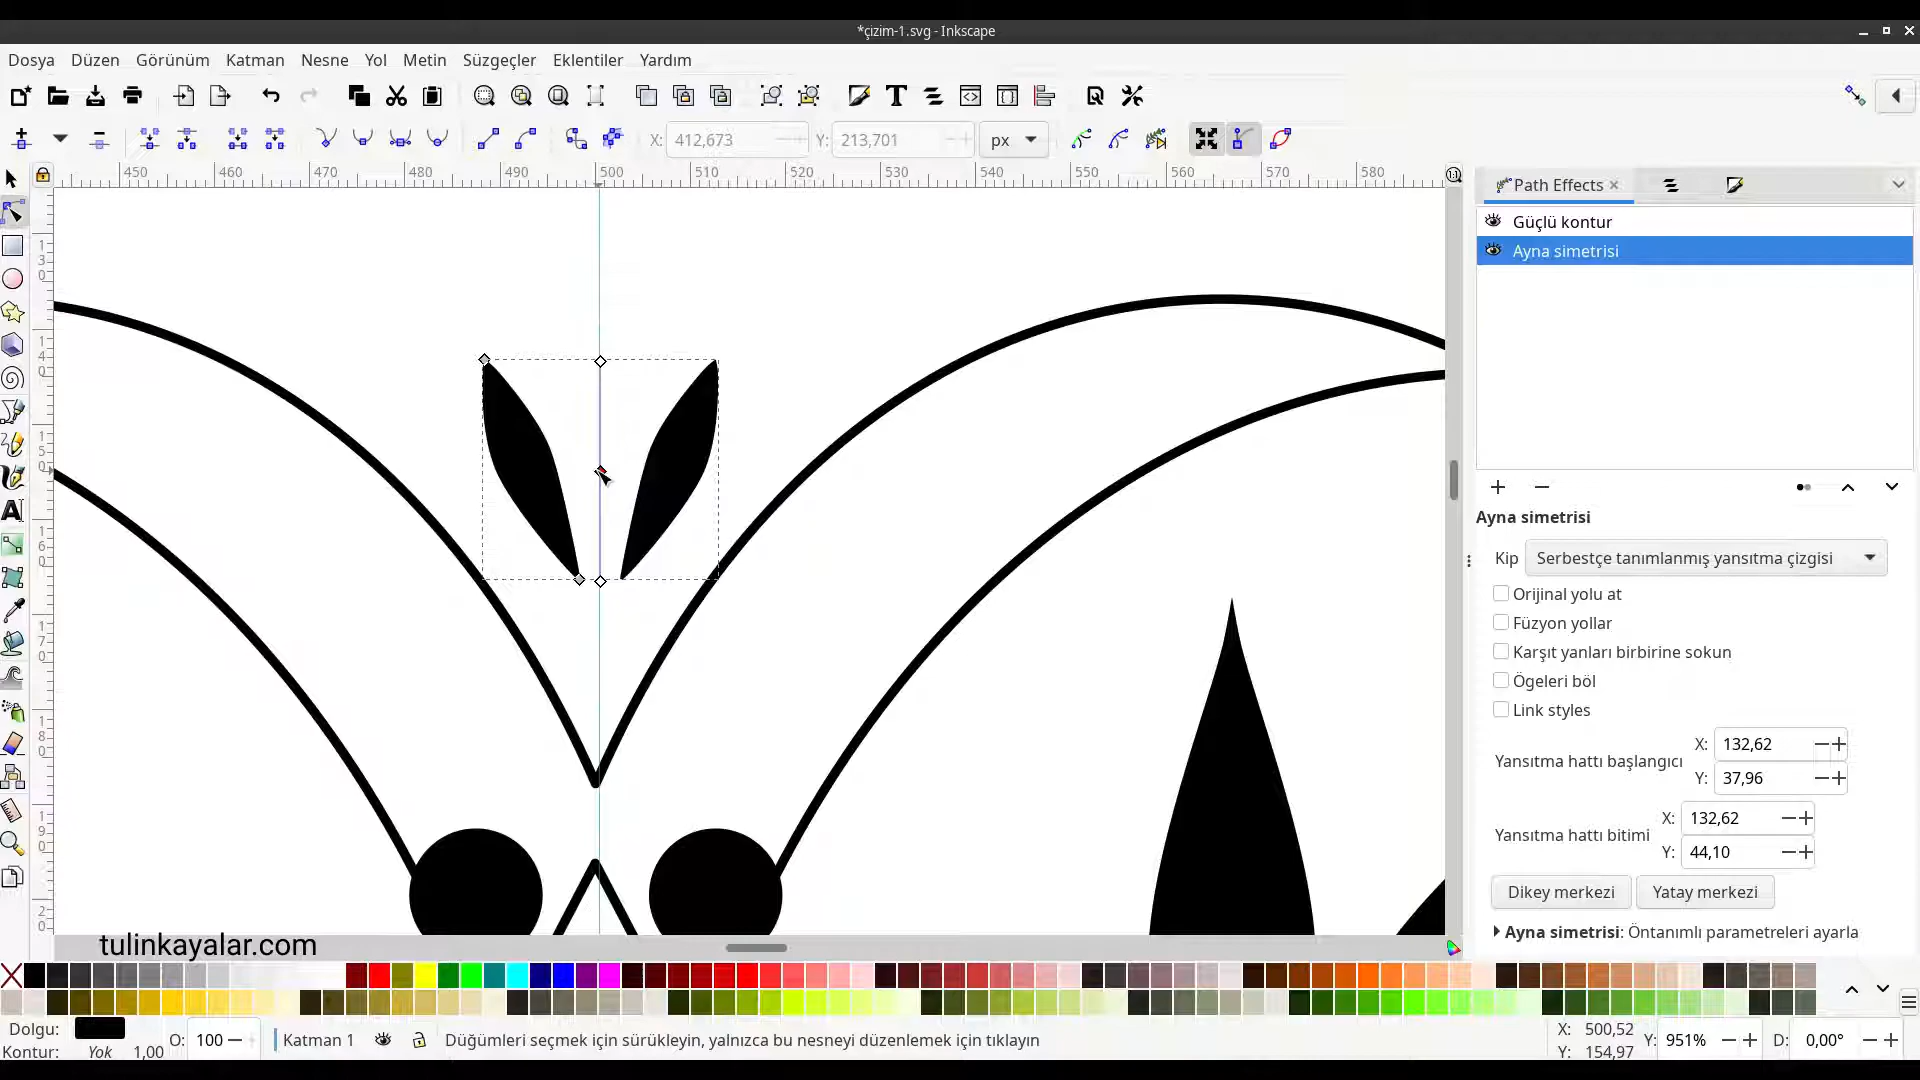 *çizim-1.svg - Inkscape
Dosya Düzen Görünüm Katman Nesne Yol Metin Süzgeçler Eklentiler Yardım
X: 412,673 Y: 213,701 px
450 460 470 480 490 500 510 520 530 540 550 560 570 580
Path Effects
Güçlü kontur
Ayna simetrisi
Ayna simetrisi
Kip Serbestçe tanımlanmış yansıtma çizgisi
Orijinal yolu at
Füzyon yollar
Karşıt yanları birbirine sokun
Ögeleri böl
Link styles
Yansıtma hattı başlangıcı X: 132,62
Y: 37,96
Yansıtma hattı bitimi X: 132,62
Y: 44,10
Dikey merkezi Yatay merkezi
Ayna simetrisi: Öntanımlı parametreleri ayarla
tulinkayalar.com
Dolgu: O: 100 Katman 1 Düğümleri seçmek için sürükleyin, yalnızca bu nesneyi düzenlemek için tıklayın X: 500,52 Y: 951% D: 0,00°
Kontur: Yok 1,00 Y: 154,97